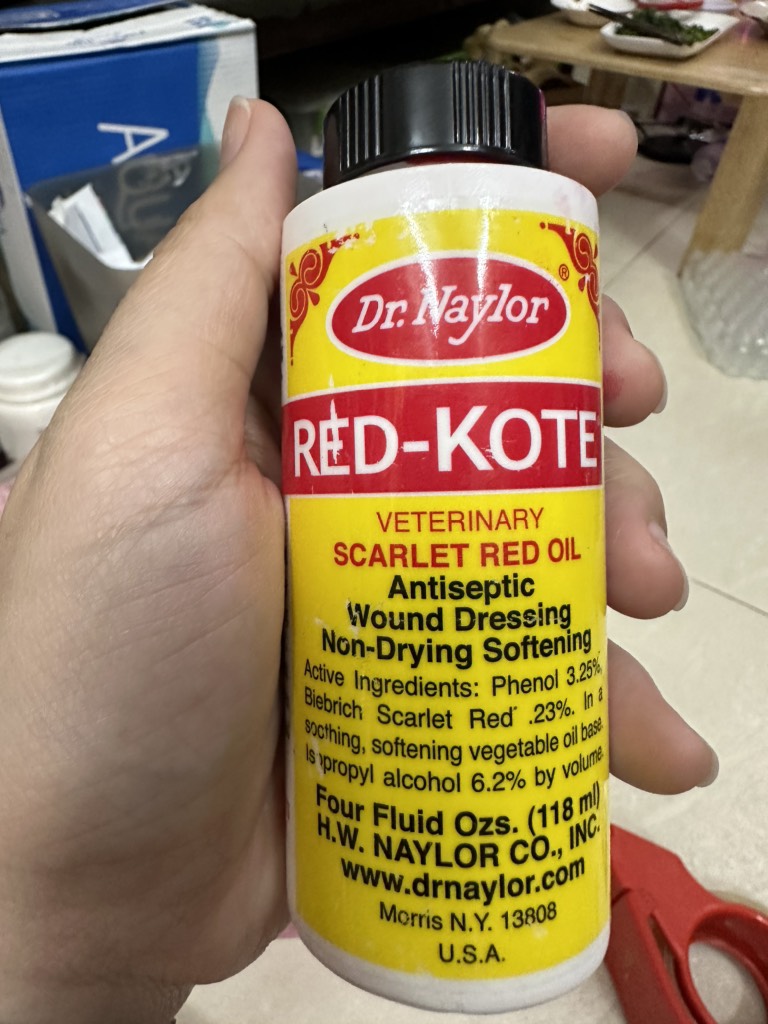 Dr. Naylor ®
RED-KOTE
VETERINARY
SCARLET RED OIL
Antiseptic
Wound Dressing
Non-Drying Softening
Active Ingredients: Phenol 3.25%,
Biebrich Scarlet Red .23%. In a
soothing, softening vegetable oil base.
Isopropyl alcohol 6.2% by volume.
Four Fluid Ozs. (118 ml)
H.W. NAYLOR CO., INC.
www.drnaylor.com
Morris N.Y. 13808
U.S.A.